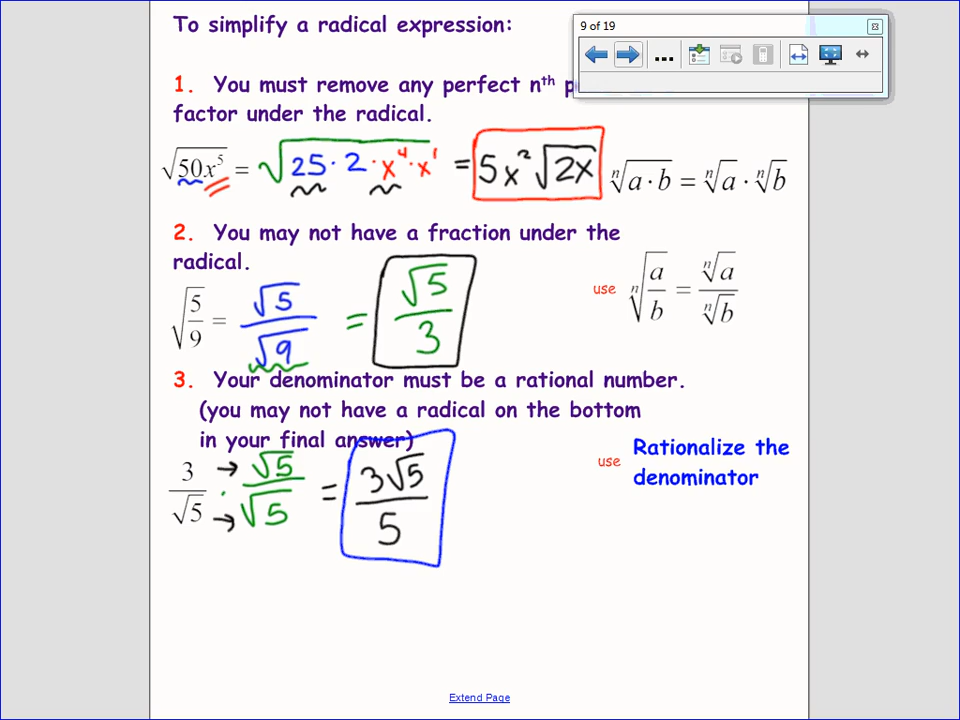 To simplify a radical expression:
9 of 19
1. You must remove any perfect nᵗʰ
factor under the radical.
√(50x⁵) = √(25 · 2 · x⁴ · x¹) = 5x²√(2x)
ⁿ√(a · b) = ⁿ√a · ⁿ√b
2. You may not have a fraction under the
radical.
√(5/9) = √5/√9 = √5/3
use ⁿ√(a/b) = ⁿ√a/ⁿ√b
3. Your denominator must be a rational number.
(you may not have a radical on the bottom
in your final answer)
3/√5 · → √5/ → √5 = 3√5/5
use Rationalize the
denominator
Extend Page